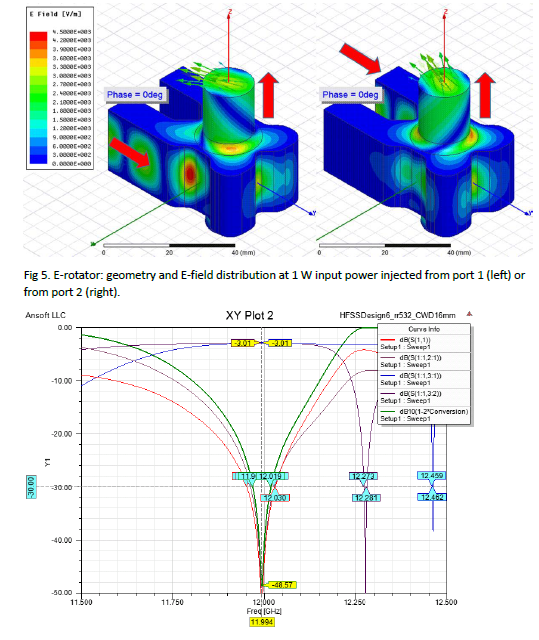 E Field [V/m]
4.5000E+003
4.2000E+003
3.9000E+003
3.6000E+003
3.3000E+003
3.0000E+003
2.7000E+003
2.4000E+003
2.1000E+003
1.8000E+003
1.5000E+003
1.2000E+003
9.0000E+002
6.0000E+002
3.0000E+002
0.0000E+000
Z
Phase = 0deg
Y
0 20 40 (mm)
Z
Phase = 0deg
Y
0 20 40 (mm)
Fig 5. E-rotator: geometry and E-field distribution at 1 W input power injected from port 1 (left) or
from port 2 (right).
Ansoft LLC XY Plot 2 HFSSDesign6_rr532_CWD16mm
Curve Info
dB(S(1,1))
Setup1 : Sweep1
dB(S(1:1,2:1))
Setup1 : Sweep1
dB(S(1:1,3:1))
Setup1 : Sweep1
dB(S(1:1,3:2))
Setup1 : Sweep1
dB10(1-2*Conversion)
Setup1 : Sweep1
0.00
-3.01 -3.01
-10.00
-20.00
Y1
-30.00
-30.00
12.019 12.273 12.459
12.030 12.281 12.462
-40.00
-48.57
-50.00
11.500 11.750 12.000 12.250 12.500
Freq [GHz]
11.994